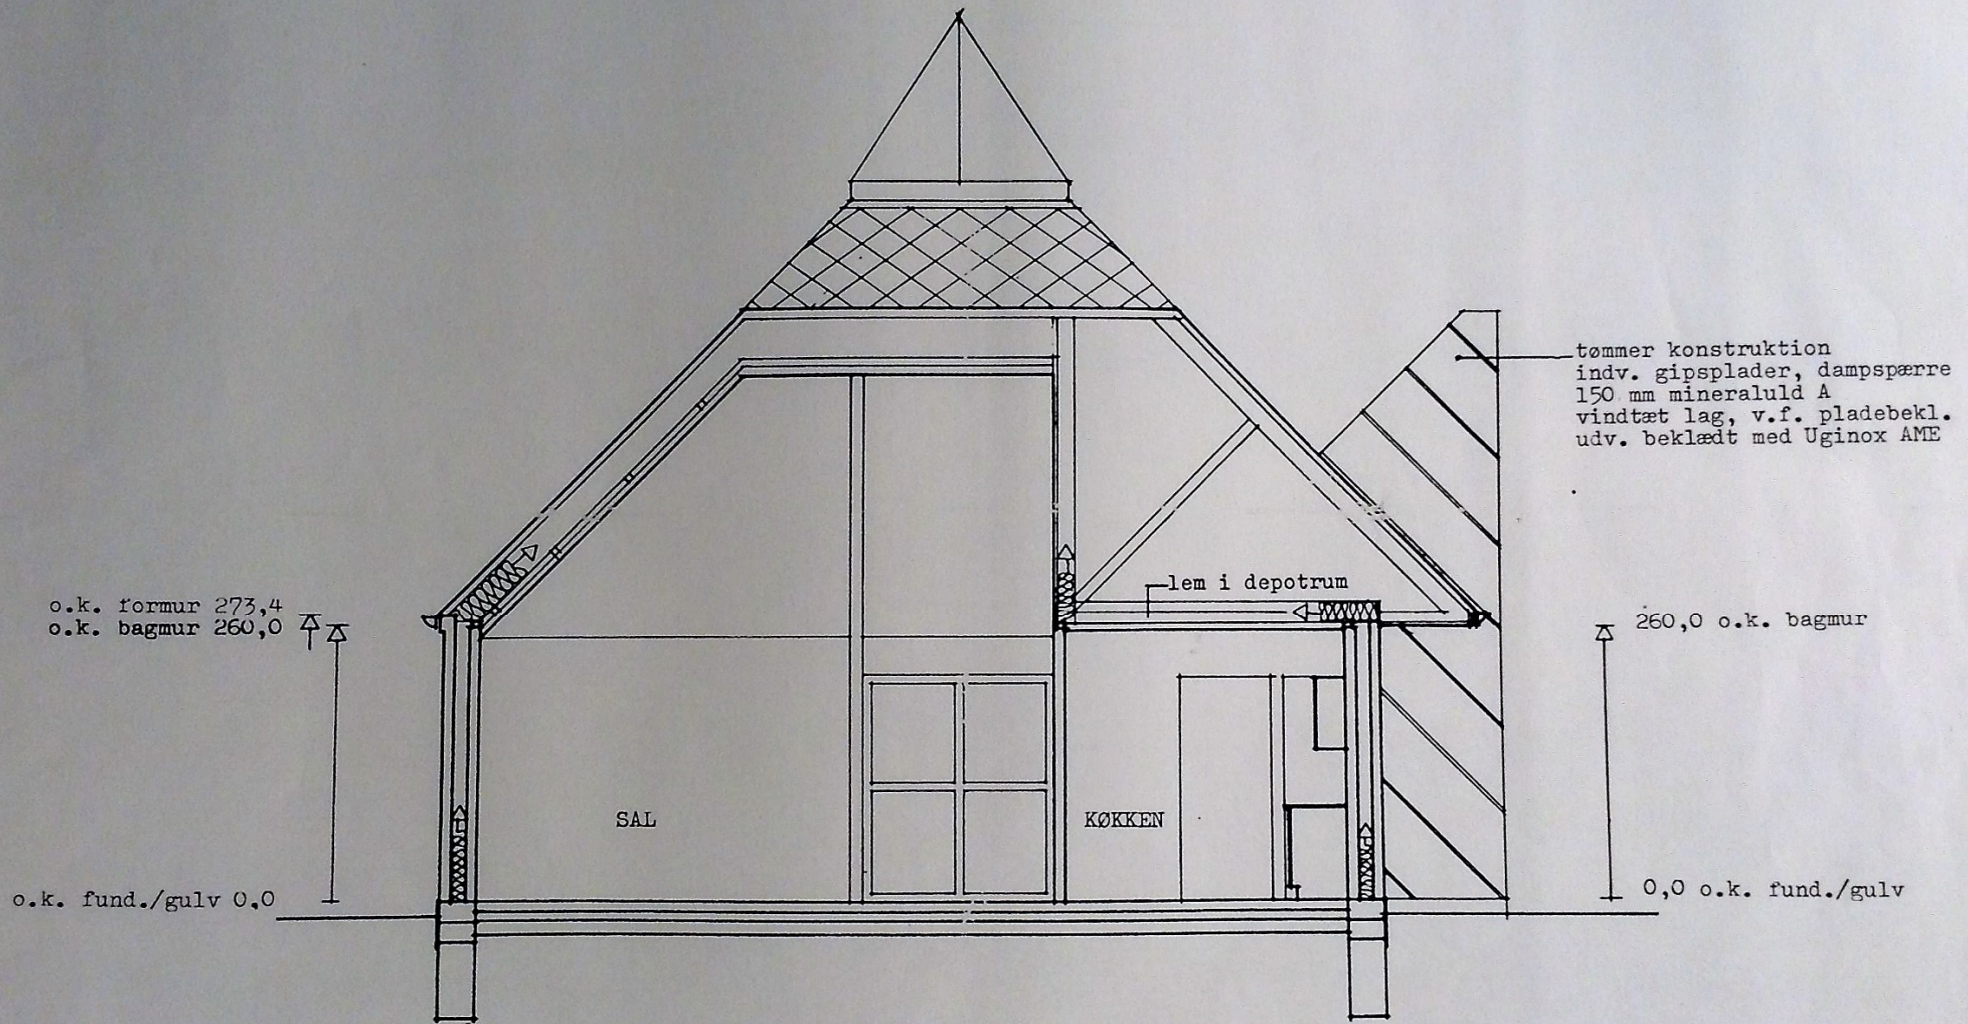 tømmer konstruktion
indv. gipsplader, dampspærre
150 mm mineraluld A
vindtæt lag, v.f. pladebekl.
udv. beklædt med Uginox AME
lem i depotrum
o.k. formur 273,4
o.k. bagmur 260,0
260,0 o.k. bagmur
SAL
KØKKEN
o.k. fund./gulv 0,0
0,0 o.k. fund./gulv